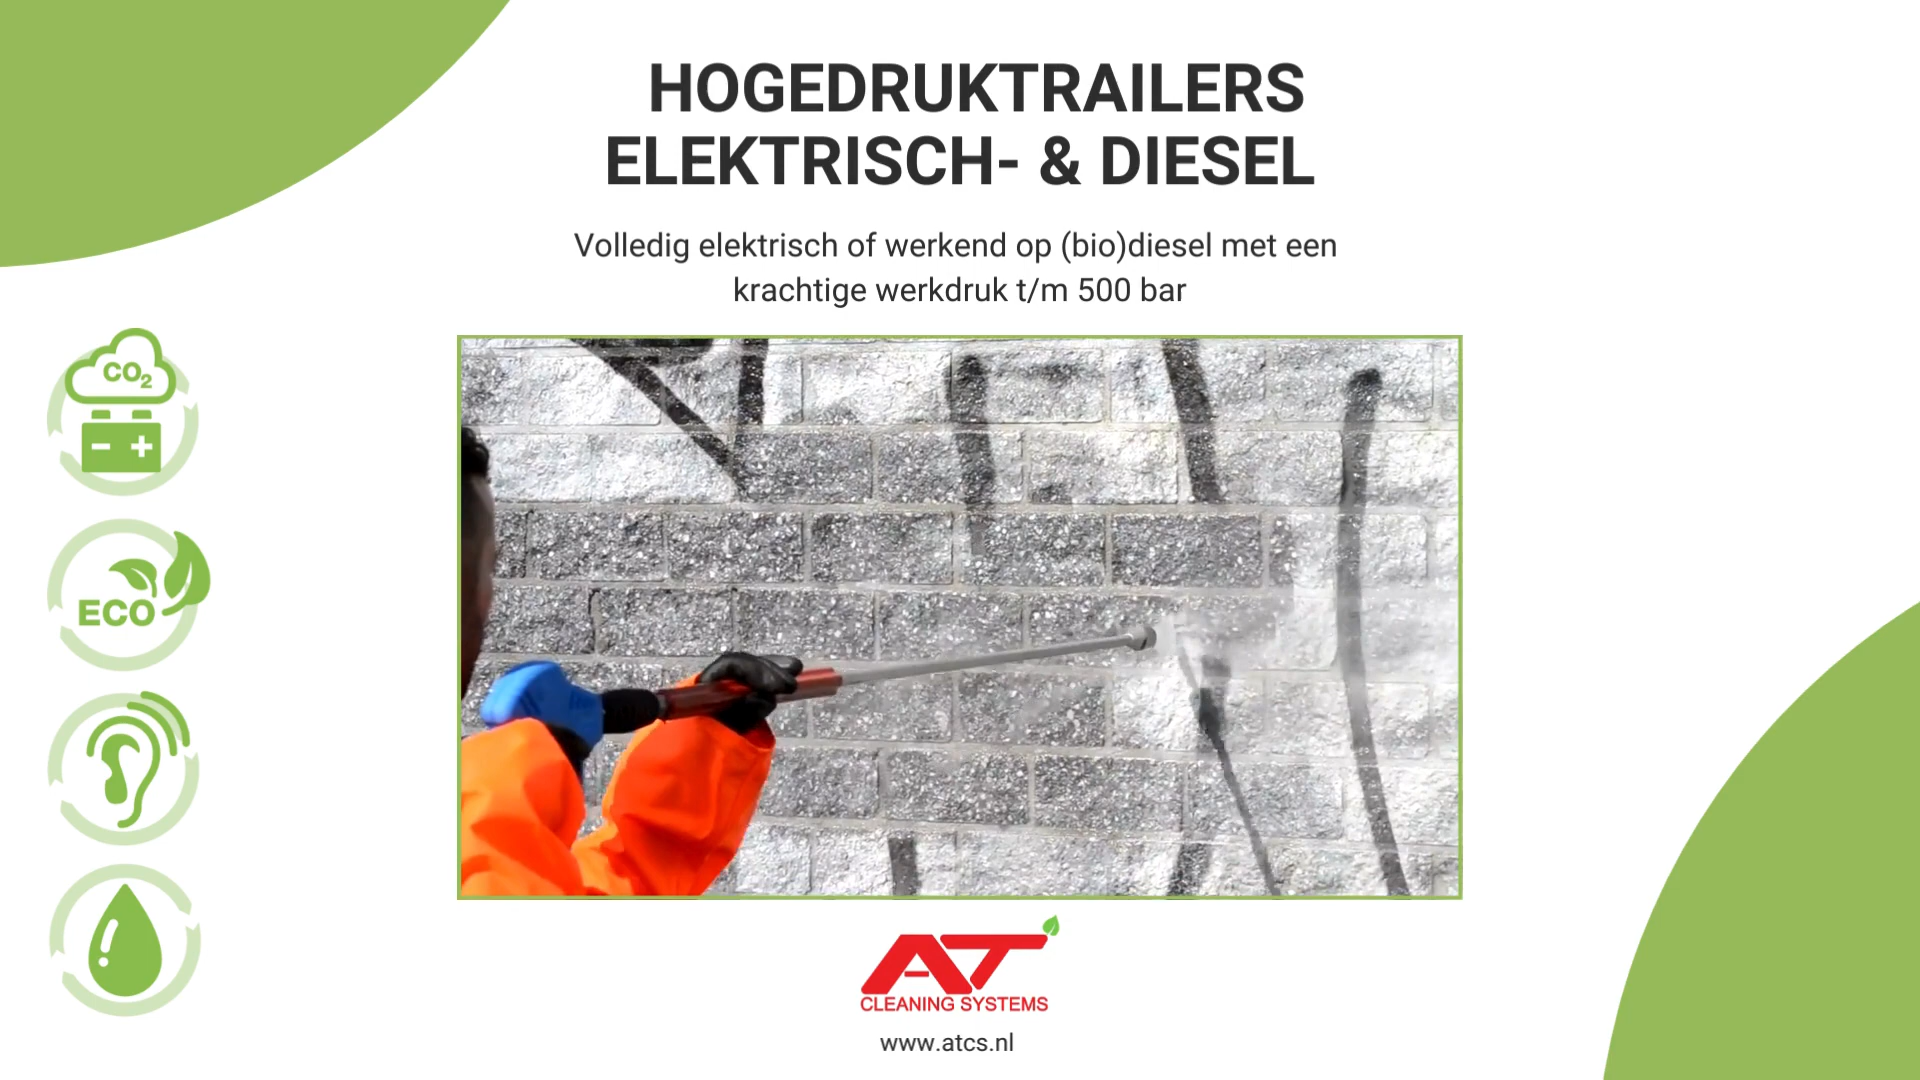 HOGEDRUKTRAILERS
ELEKTRISCH- & DIESEL
Volledig elektrisch of werkend op (bio)diesel met een
krachtige werkdruk t/m 500 bar
CO2
- +
ECO
AT
CLEANING SYSTEMS
www.atcs.nl